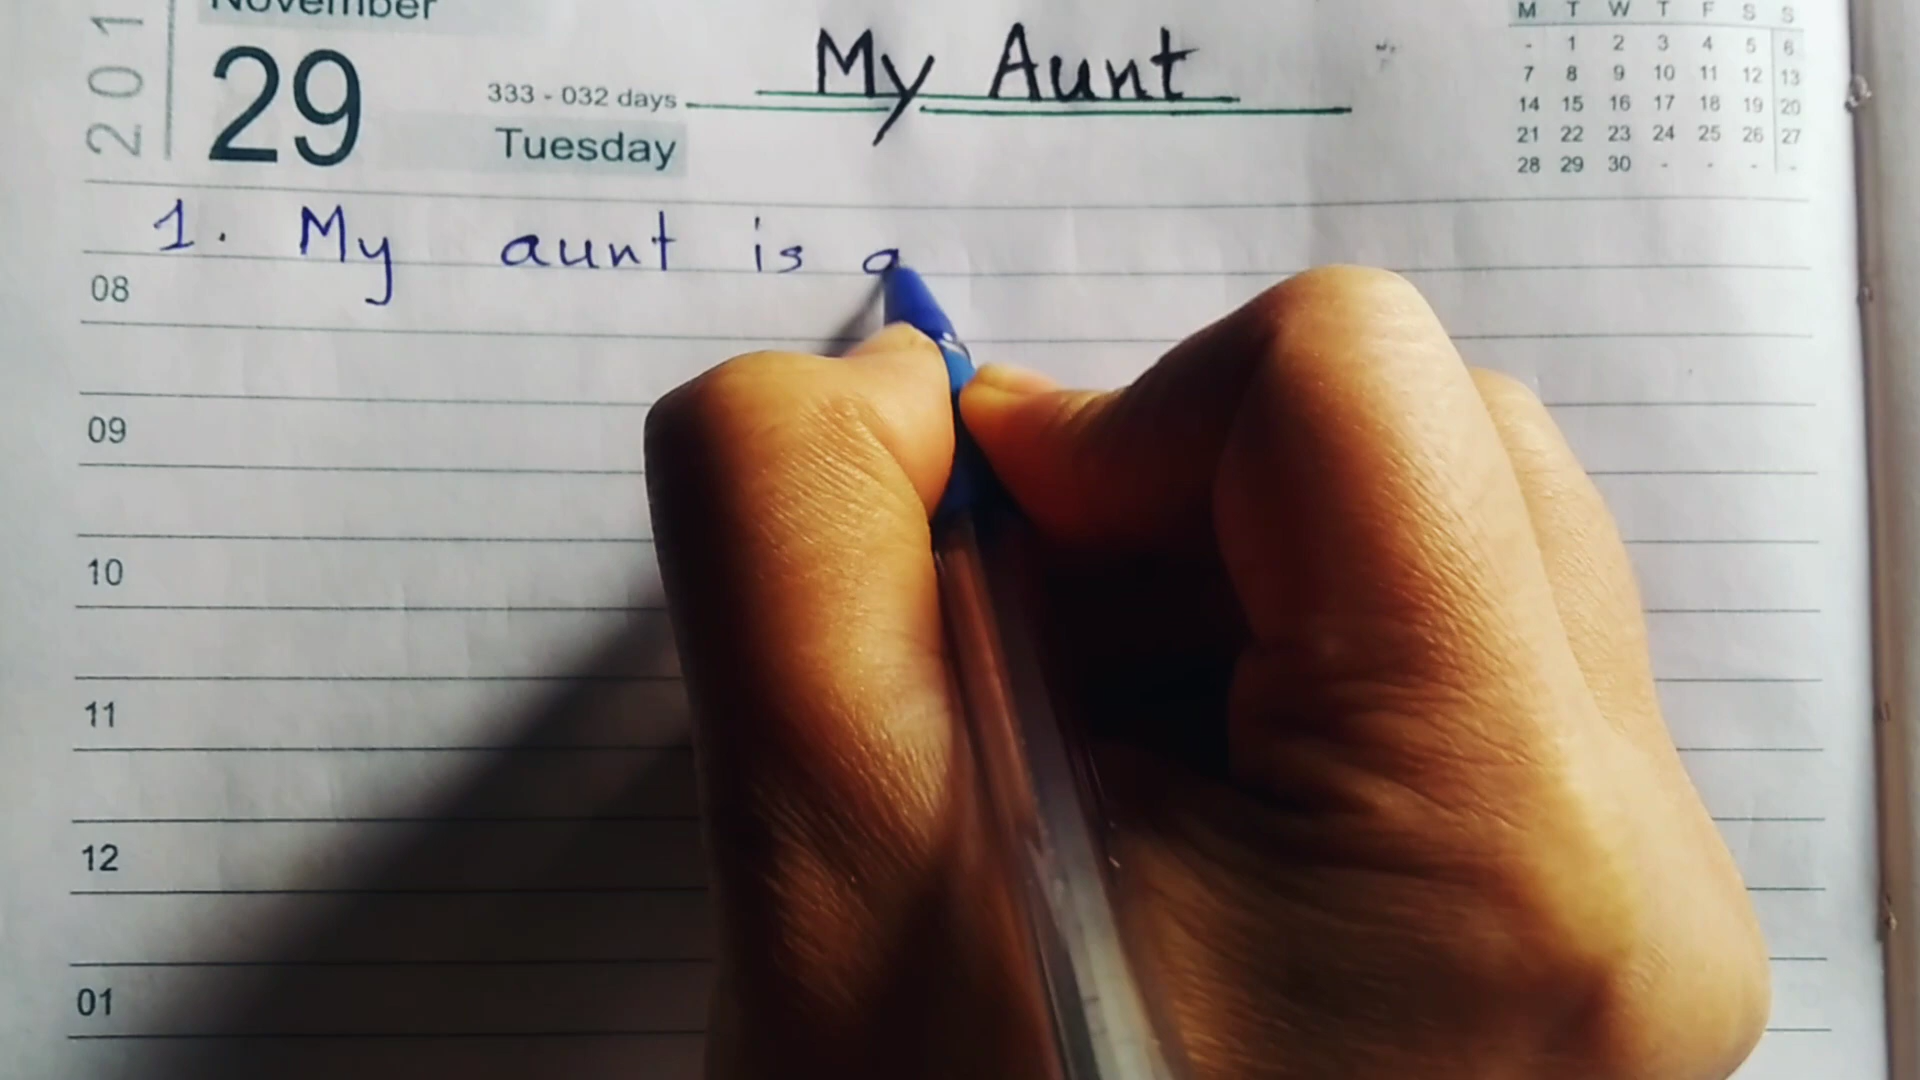 November
201
29
333 - 032 days
Tuesday
My Aunt
M T W T F S S
- 1 2 3 4 5 6
7 8 9 10 11 12 13
14 15 16 17 18 19 20
21 22 23 24 25 26 27
28 29 30 - - - -
1. My aunt is a
08
09
10
11
12
01